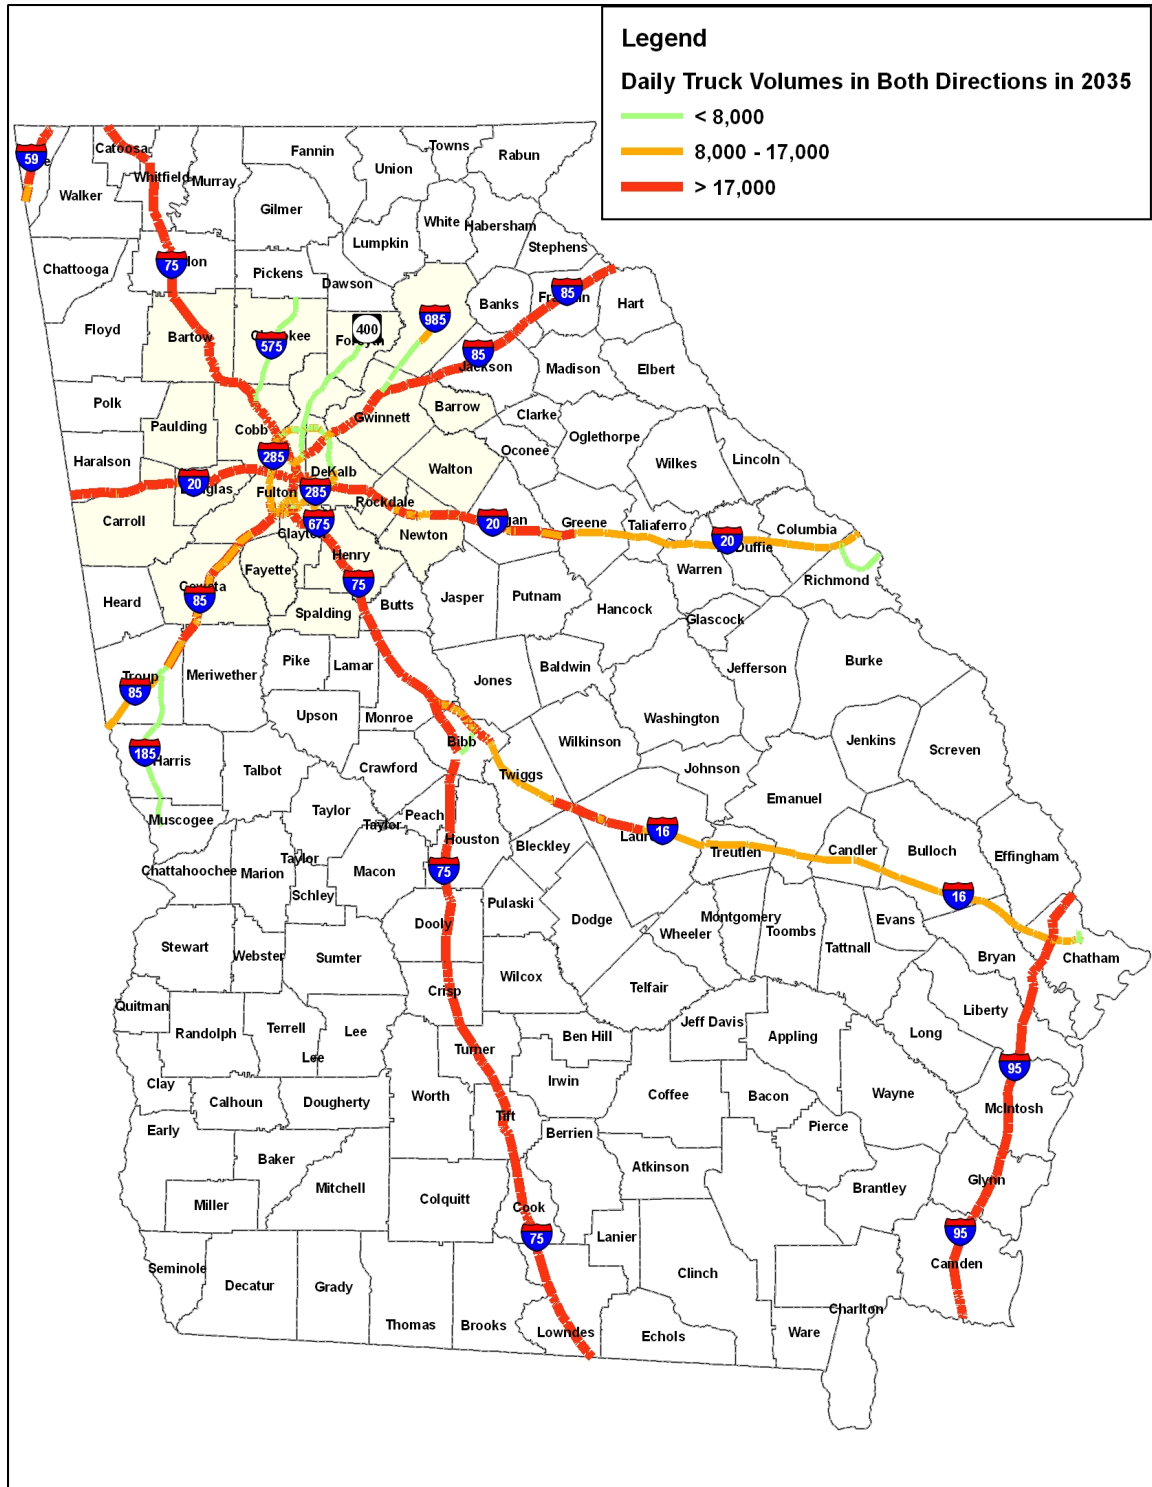 Legend
Daily Truck Volumes in Both Directions in 2035
< 8,000
8,000 - 17,000
> 17,000
59
Catoosa
Fannin
Towns
Rabun
Union
Walker
Whitfield
Murray
Gilmer
White
Habersham
Lumpkin
Stephens
Chattooga
75
Pickens
Dawson
Banks
85
Hart
Floyd
Bartow
575
400
985
85
Jackson
Madison
Elbert
Polk
Paulding
Cobb
Gwinnett
Barrow
Clarke
Oglethorpe
Oconee
Haralson
285
DeKalb
Walton
Wilkes
Lincoln
20
Fulton
285
Rockdale
Carroll
Clayton
675
Newton
20
Greene
Taliaferro
20
Columbia
Henry
Warren
Richmond
Fayette
Coweta
85
Heard
75
Spalding
Butts
Jasper
Putnam
Hancock
Glascock
Troup
85
Meriwether
Pike
Lamar
Jones
Baldwin
Jefferson
Burke
Upson
Monroe
Washington
185
Harris
Talbot
Crawford
Bibb
Wilkinson
Twiggs
Johnson
Jenkins
Screven
Emanuel
Muscogee
Taylor
Taylor
Peach
Houston
Bleckley
16
Treutlen
Candler
Bulloch
Effingham
Chattahoochee
Marion
Taylor
Macon
75
Schley
Pulaski
16
Stewart
Webster
Sumter
Dooly
Dodge
Wheeler
Montgomery
Toombs
Tattnall
Evans
Bryan
Chatham
Quitman
Crisp
Wilcox
Telfair
Liberty
Randolph
Terrell
Lee
Lee
Turner
Ben Hill
Jeff Davis
Appling
Long
95
Clay
Calhoun
Dougherty
Worth
Irwin
Coffee
Bacon
Wayne
McIntosh
Early
Tift
Berrien
Pierce
Baker
Mitchell
Atkinson
Brantley
Glynn
Miller
Colquitt
Cook
75
Lanier
95
Seminole
Decatur
Grady
Clinch
Camden
Charlton
Thomas
Brooks
Lowndes
Echols
Ware